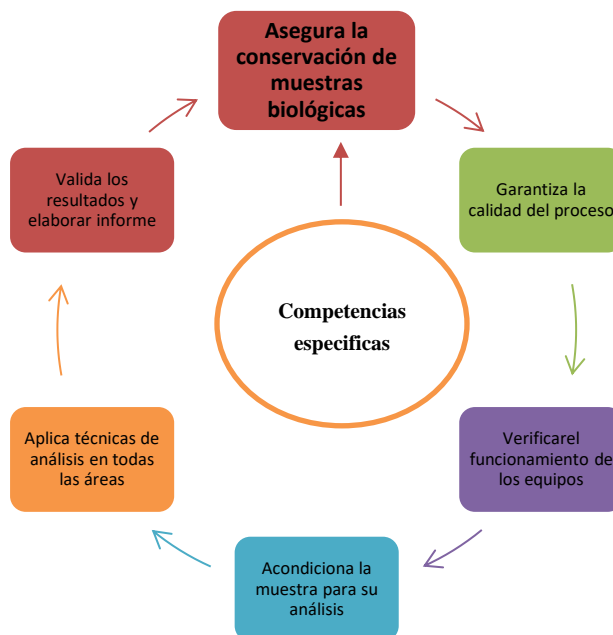 Asegura la
conservación de
muestras
biológicas
Garantiza la
calidad del proceso
Verificarel
funcionamiento de
los equipos
Acondiciona la
muestra para su
análisis
Aplica técnicas de
análisis en todas
las áreas
Valida los
resultados y
elaborar informe
Competencias
especificas